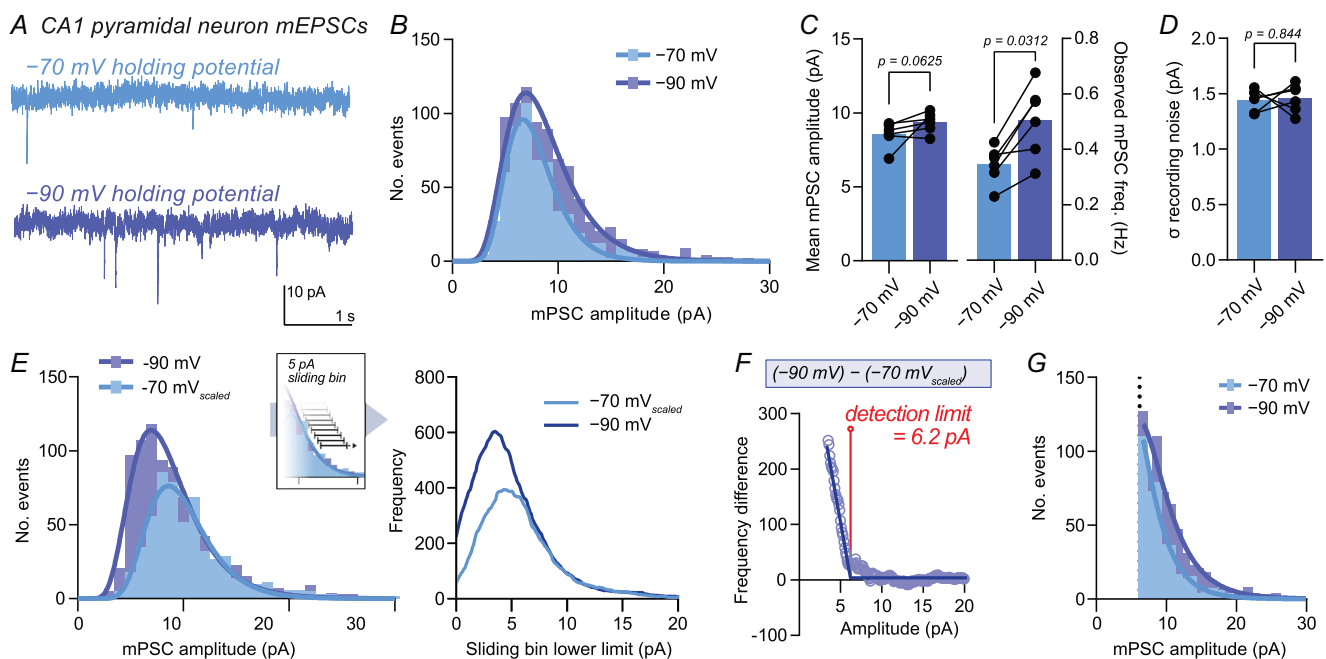 A CA1 pyramidal neuron mEPSCs
−70 mV holding potential
−90 mV holding potential
10 pA
1 s
B
150
100
50
0
No. events
−70 mV
−90 mV
0 10 20 30
mPSC amplitude (pA)
C
15
10
5
0
Mean mPSC amplitude (pA)
p = 0.0625
−70 mV
−90 mV
p = 0.0312
−70 mV
−90 mV
0.8
0.6
0.4
0.2
0.0
Observed mPSC freq. (Hz)
D
2.0
1.5
1.0
0.5
0.0
σ recording noise (pA)
p = 0.844
−70 mV
−90 mV
E
-90 mV
-70 mVscaled
150
100
50
0
No. events
0 10 20 30
mPSC amplitude (pA)
5 pA
sliding bin
800
600
400
200
0
Frequency
−70 mVscaled
−90 mV
0 5 10 15 20
Sliding bin lower limit (pA)
F
(−90 mV) − (−70 mVscaled)
300
200
100
0
-100
Frequency difference
detection limit
= 6.2 pA
5 10 15 20
Amplitude (pA)
G
150
100
50
0
No. events
−70 mV
−90 mV
0 10 20 30
mPSC amplitude (pA)